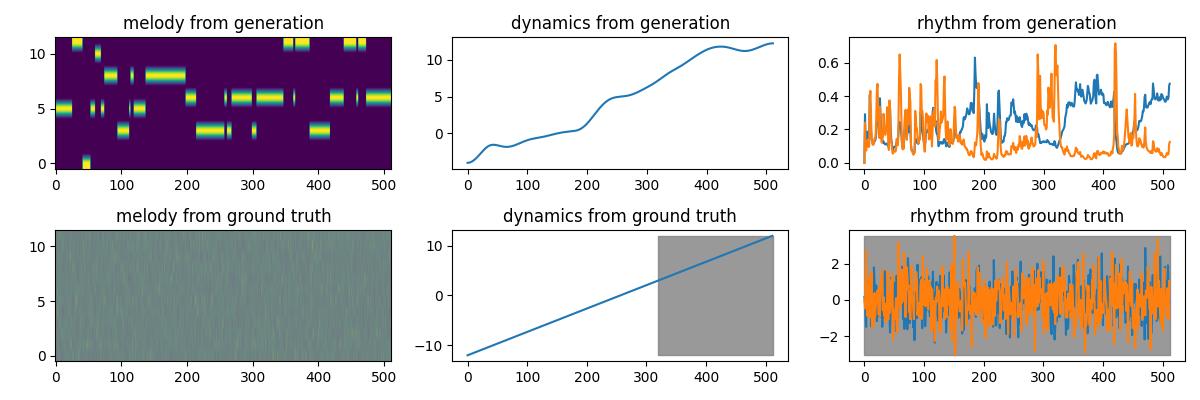 melody from generation
10
5
0
0 100 200 300 400 500
dynamics from generation
10
5
0
0 100 200 300 400 500
rhythm from generation
0.6
0.4
0.2
0.0
0 100 200 300 400 500
melody from ground truth
10
5
0
0 100 200 300 400 500
dynamics from ground truth
10
0
−10
0 100 200 300 400 500
rhythm from ground truth
2
0
−2
0 100 200 300 400 500